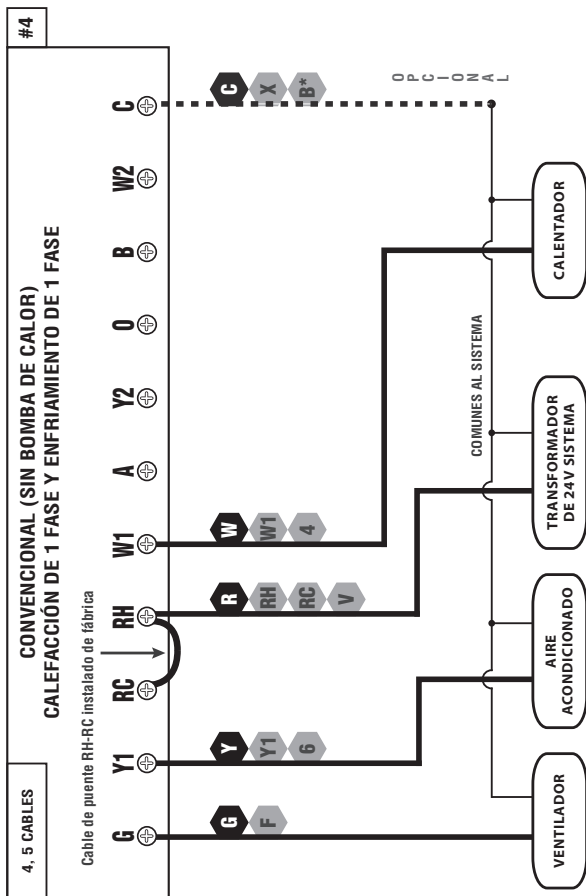 4, 5 CABLES
CONVENCIONAL (SIN BOMBA DE CALOR)
CALEFACCIÓN DE 1 FASE Y ENFRIAMIENTO DE 1 FASE
#4
Cable de puente RH-RC instalado de fábrica
G
Y1
RC
RH
W1
A
Y2
O
B
W2
C
G
F
Y
Y1
6
R
RH
RC
V
W
W1
4
C
X
B*
OPCIONAL
COMUNES AL SISTEMA
VENTILADOR
AIRE
ACONDICIONADO
TRANSFORMADOR
DE 24V SISTEMA
CALENTADOR